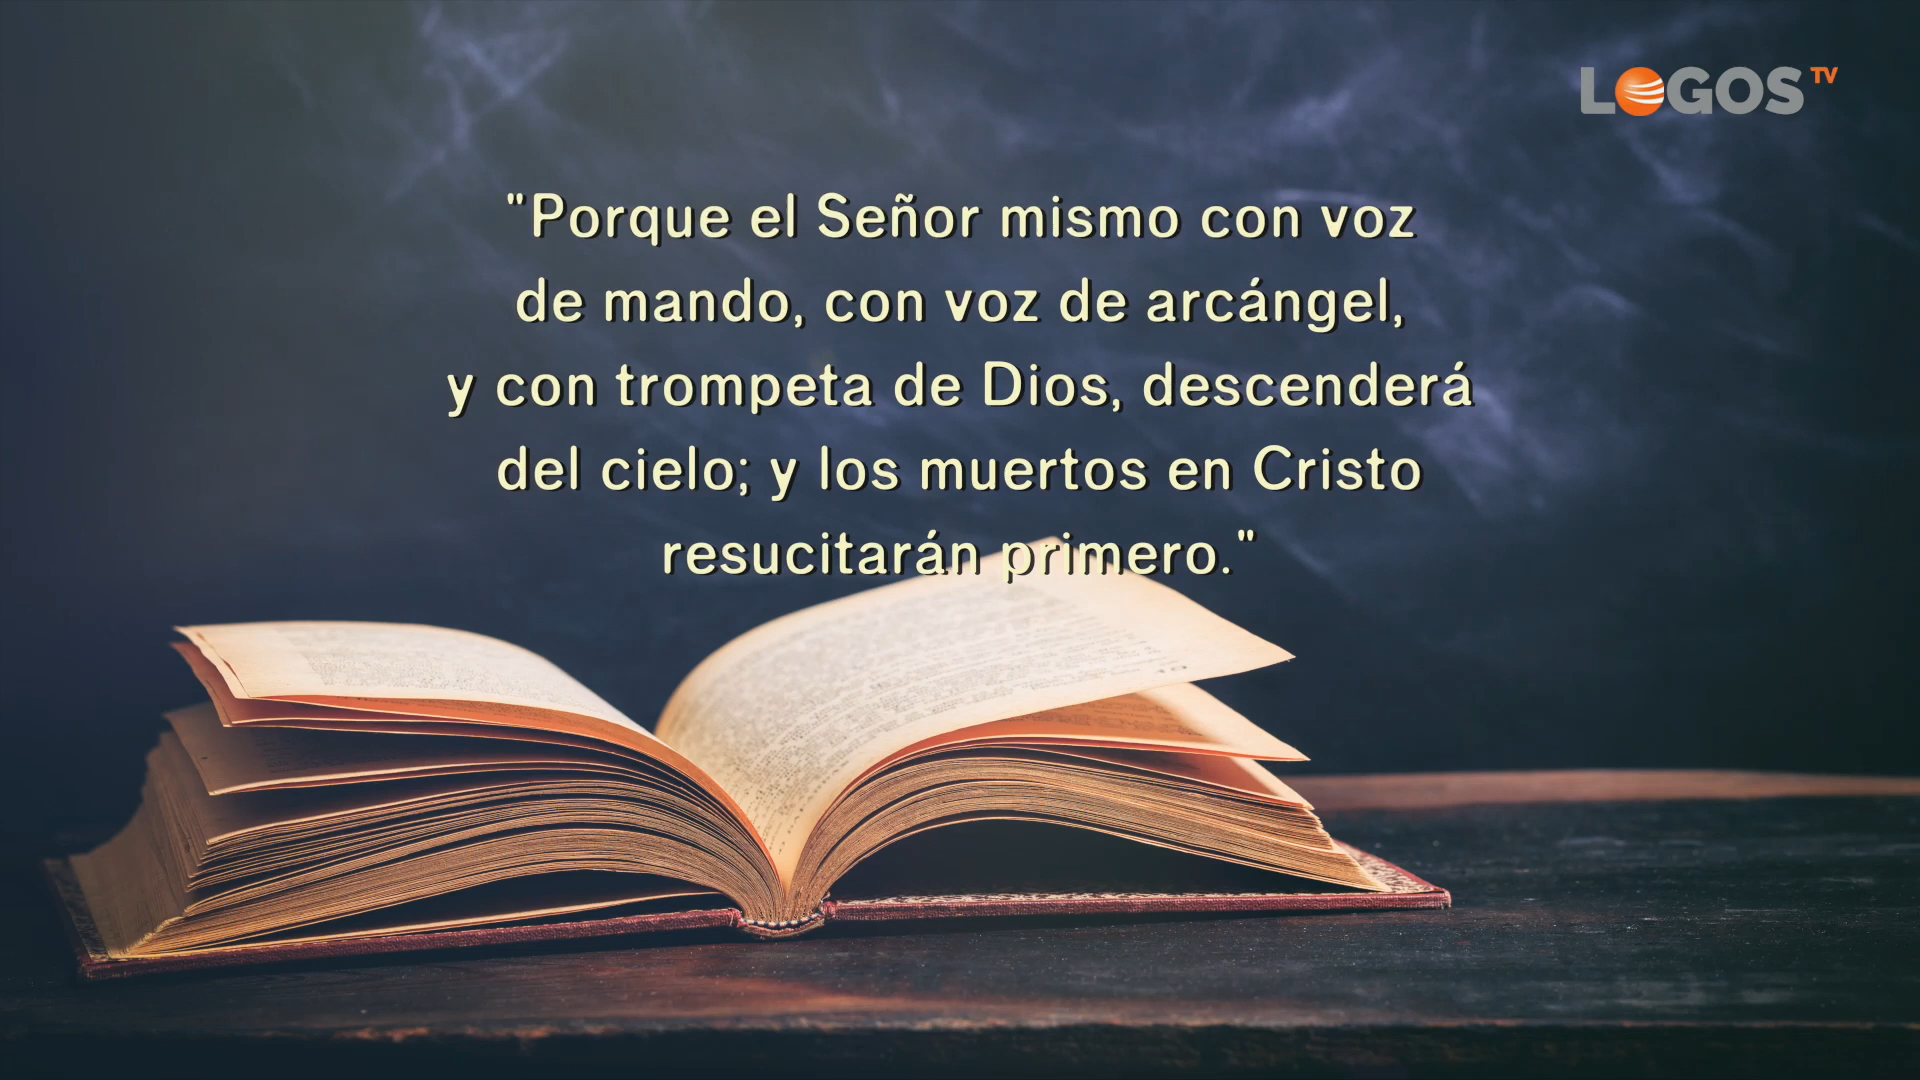 LOGOS TV
"Porque el Señor mismo con voz
de mando, con voz de arcángel,
y con trompeta de Dios, descenderá
del cielo; y los muertos en Cristo
resucitarán primero."